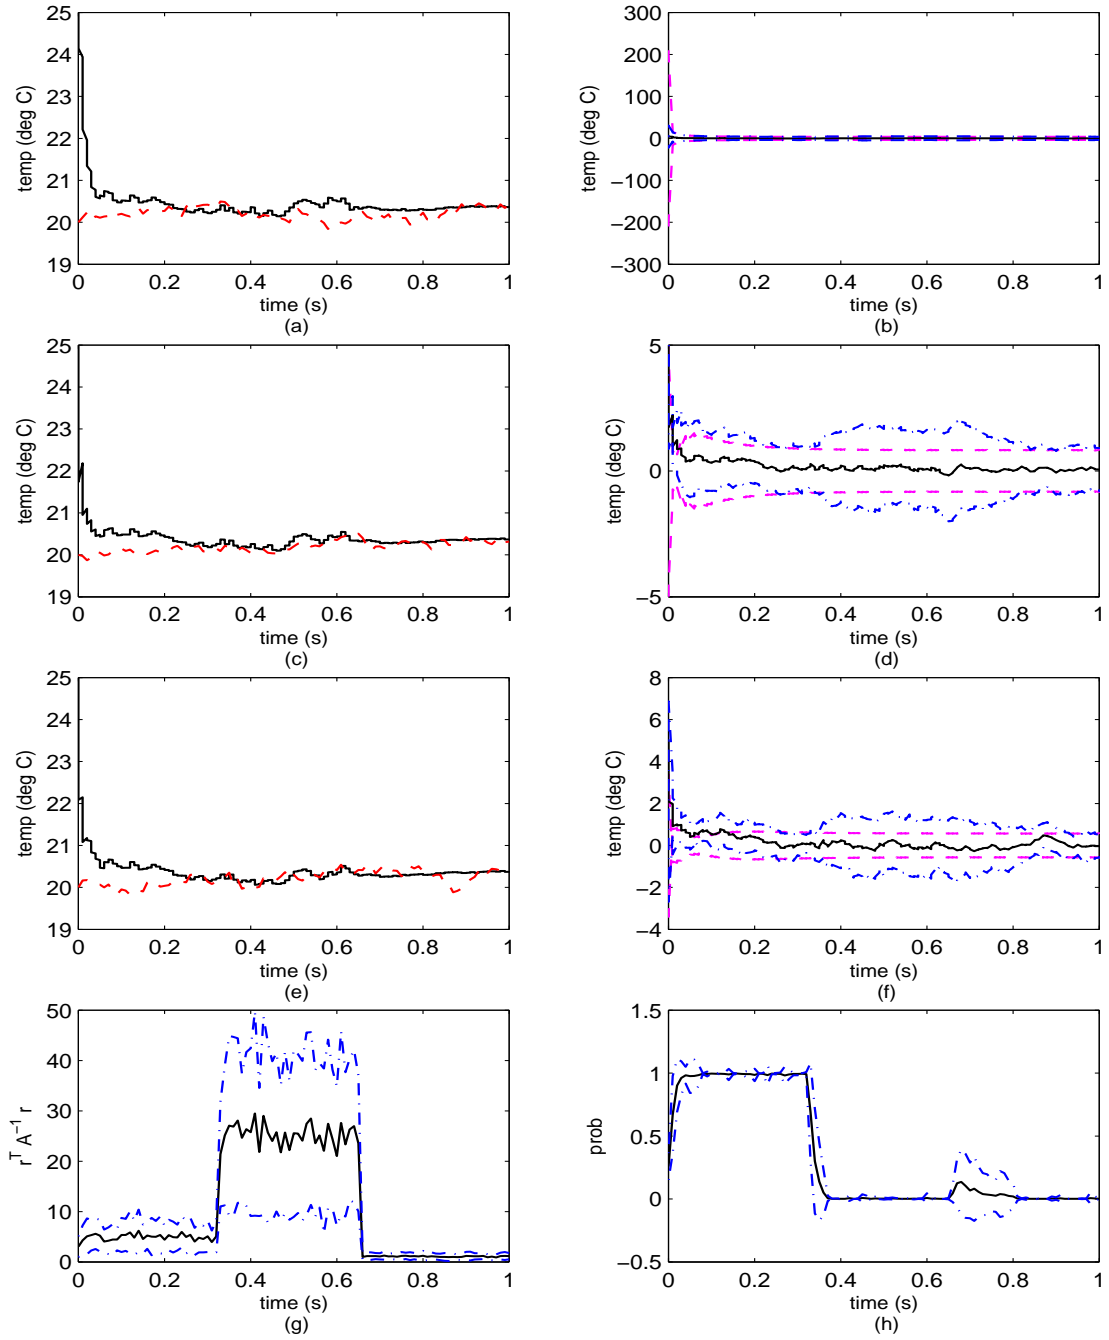 25
24
23
22
21
20
19
temp (deg C)
0 0.2 0.4 0.6 0.8 1
time (s)
(a)
300
200
100
0
−100
−200
−300
temp (deg C)
0 0.2 0.4 0.6 0.8 1
time (s)
(b)
25
24
23
22
21
20
19
temp (deg C)
0 0.2 0.4 0.6 0.8 1
time (s)
(c)
5
0
−5
temp (deg C)
0 0.2 0.4 0.6 0.8 1
time (s)
(d)
25
24
23
22
21
20
19
temp (deg C)
0 0.2 0.4 0.6 0.8 1
time (s)
(e)
8
6
4
2
0
−2
−4
temp (deg C)
0 0.2 0.4 0.6 0.8 1
time (s)
(f)
50
40
30
20
10
0
r^T A^−1 r
0 0.2 0.4 0.6 0.8 1
time (s)
(g)
1.5
1
0.5
0
−0.5
prob
0 0.2 0.4 0.6 0.8 1
time (s)
(h)